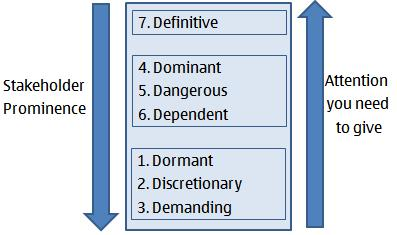 7. Definitive
Stakeholder
Prominence
4. Dominant
5. Dangerous
6. Dependent
Attention
you need
to give
1. Dormant
2. Discretionary
3. Demanding